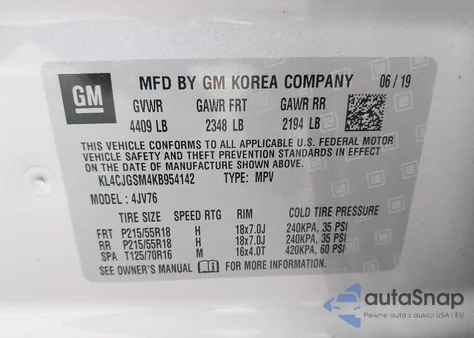 GM
MFD BY GM KOREA COMPANY 06/19
GVWR GAWR FRT GAWR RR
4409 LB 2348 LB 2194 LB
THIS VEHICLE CONFORMS TO ALL APPLICABLE U.S. FEDERAL MOTOR
VEHICLE SAFETY AND THEFT PREVENTION STANDARDS IN EFFECT
ON THE DATE OF MANUFACTURE SHOWN ABOVE.
KL4CJGSM4KB954142 TYPE: MPV
MODEL: 4JV76
TIRE SIZE SPEED RTG RIM COLD TIRE PRESSURE
FRT P215/55R18 H 18x7.0J 240KPA, 35 PSI
RR P215/55R18 H 18x7.0J 240KPA, 35 PSI
SPA T125/70R16 M 16x4.0T 420KPA, 60 PSI
SEE OWNER'S MANUAL FOR MORE INFORMATION.
autoSnap
Pewne auta z USA i EU